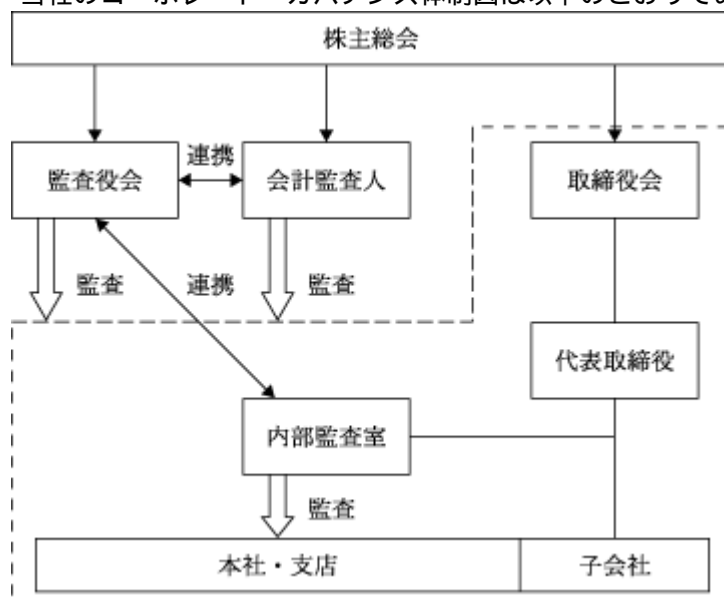 当社のコーポレート・ガバナンス体制図は以下のとおりであ
株主総会
監査役会
連携
会計監査人
取締役会
監査
連携
監査
代表取締役
内部監査室
監査
本社・支店
子会社